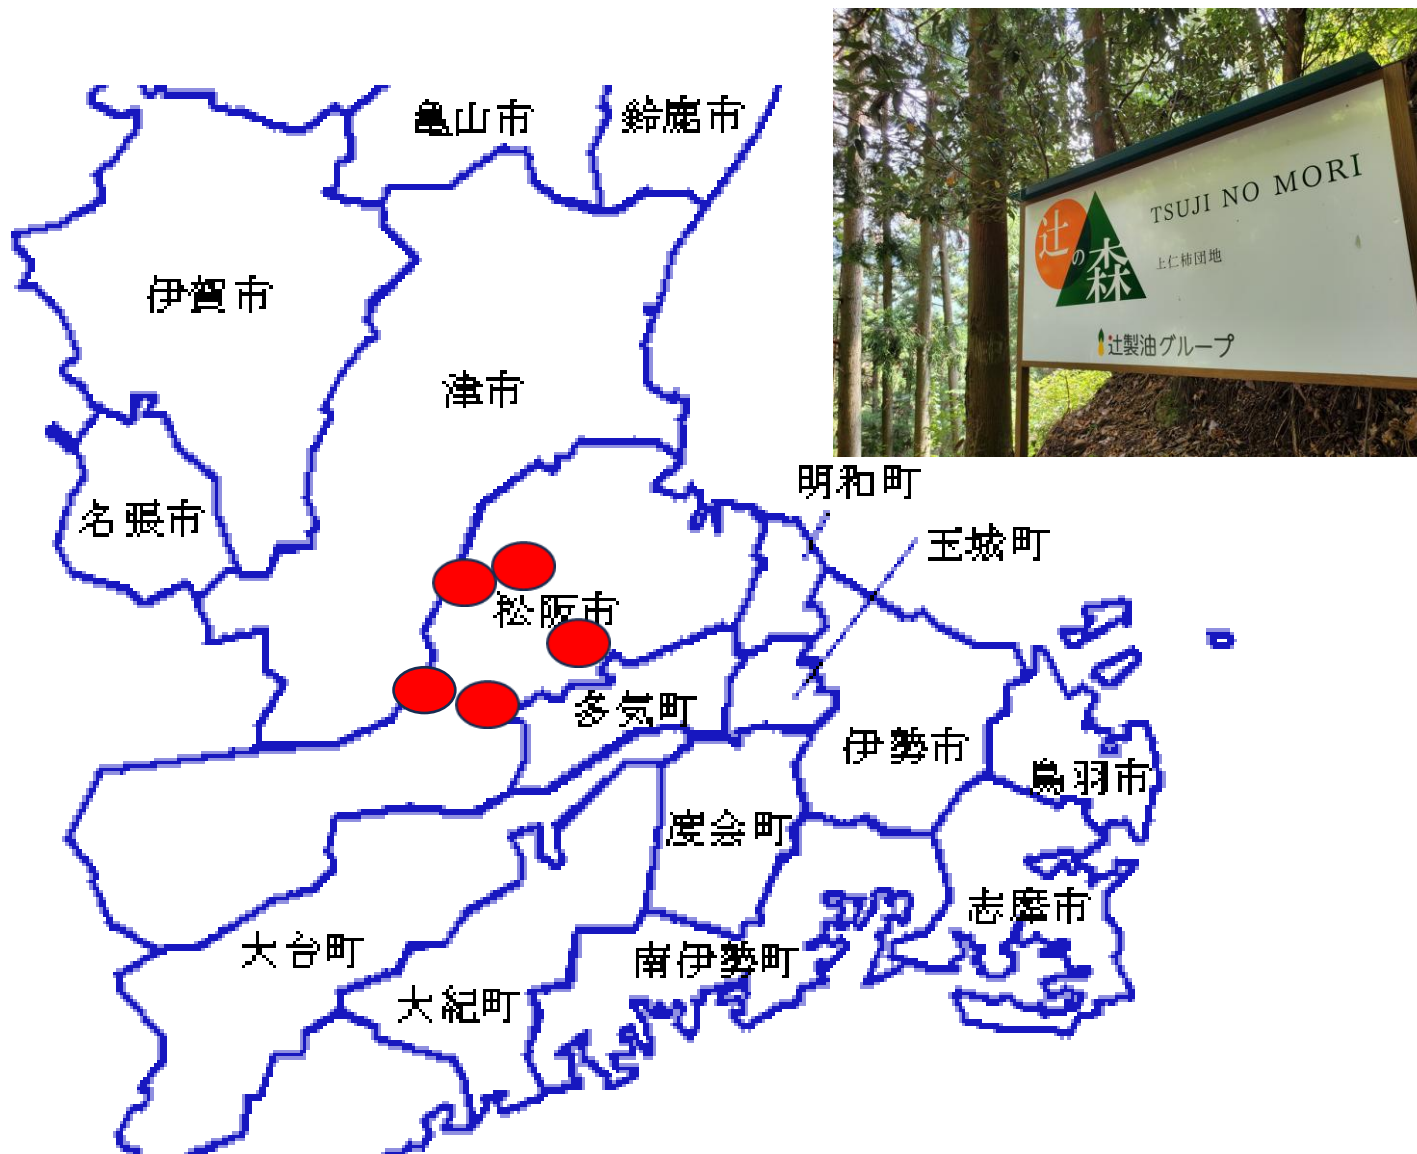 亀山市
鈴鹿市
伊賀市
津市
名張市
松阪市
多気町
明和町
玉城町
伊勢市
鳥羽市
度会町
志摩市
大台町
南伊勢町
大紀町
TSUJI NO MORI
辻の森
上仁柿団地
辻製油グループ